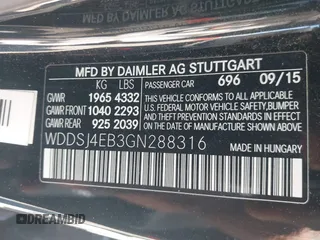 MFD BY DAIMLER AG STUTTGART
KG LBS
PASSENGER CAR 696 09/15
GVWR 1965 4332
GAWR FRONT 1040 2293
GAWR REAR 925 2039
THIS VEHICLE CONFORMS TO ALL
APPLICABLE U.S. FEDERAL MOTOR
VEHICLE SAFETY, BUMPER,
AND THEFT PREVENTION STANDARDS
IN EFFECT ON THE DATE OF
MANUFACTURE SHOWN ABOVE
WDDSJ4EB3GN288316
MADE IN HUNGARY
DREAMBID